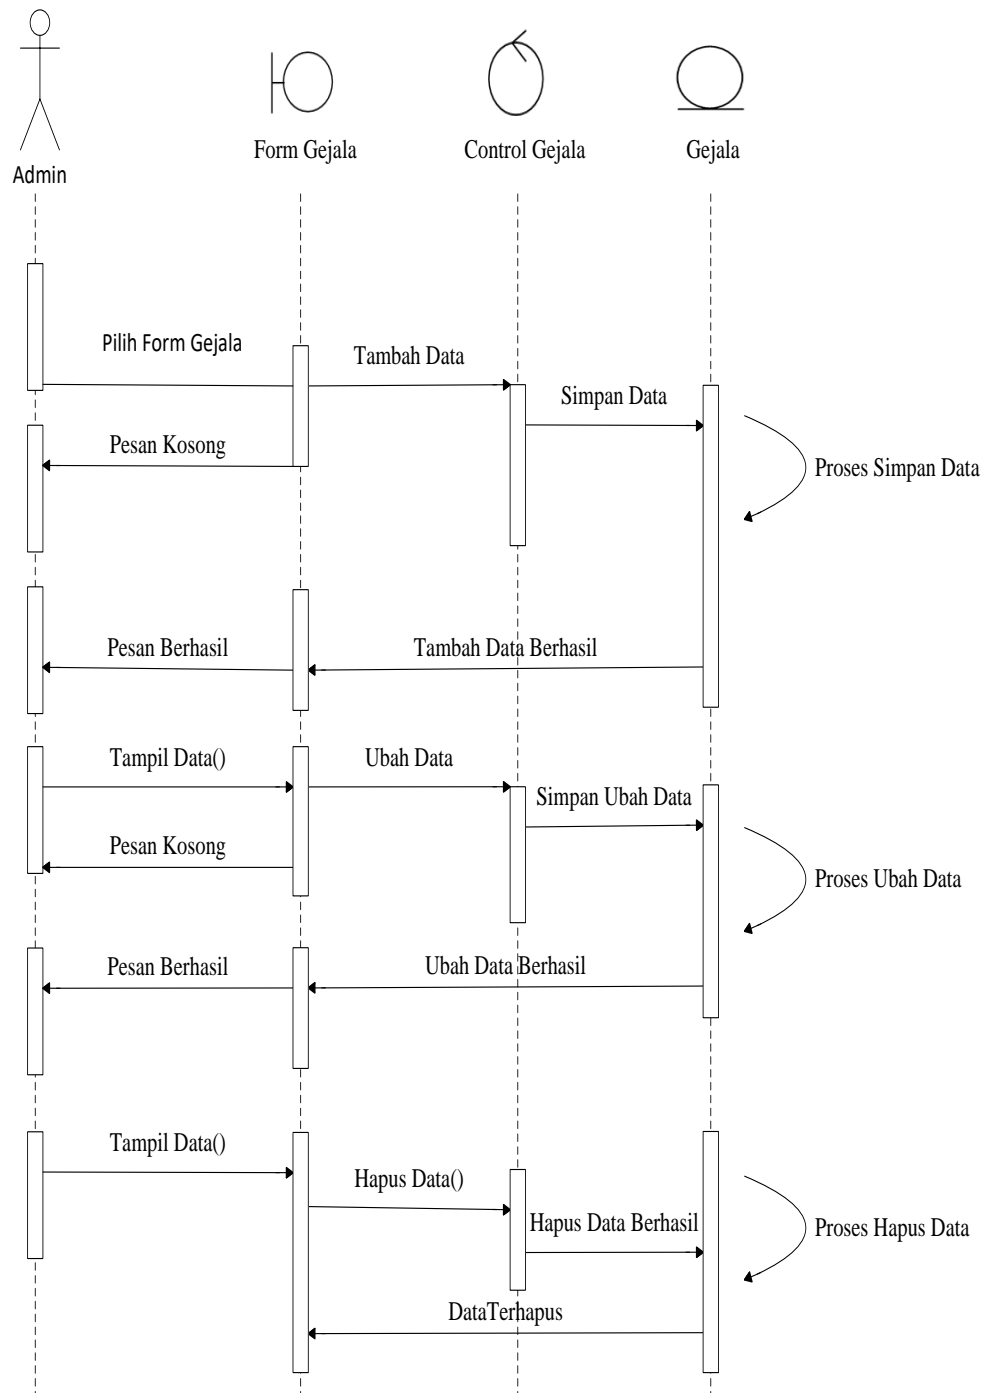 Admin
Form Gejala
Control Gejala
Gejala
Pilih Form Gejala
Tambah Data
Simpan Data
Pesan Kosong
Proses Simpan Data
Pesan Berhasil
Tambah Data Berhasil
Tampil Data()
Ubah Data
Simpan Ubah Data
Pesan Kosong
Proses Ubah Data
Pesan Berhasil
Ubah Data Berhasil
Tampil Data()
Hapus Data()
Hapus Data Berhasil
Proses Hapus Data
DataTerhapus